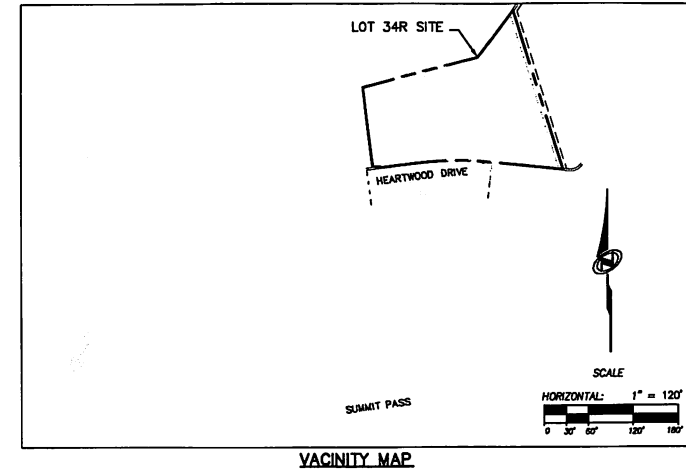 LOT 34R SITE
HEARTWOOD DRIVE
N
SCALE
HORIZONTAL: 1" = 120'
0 30' 60' 120' 180'
SUMMIT PASS
VACINITY MAP